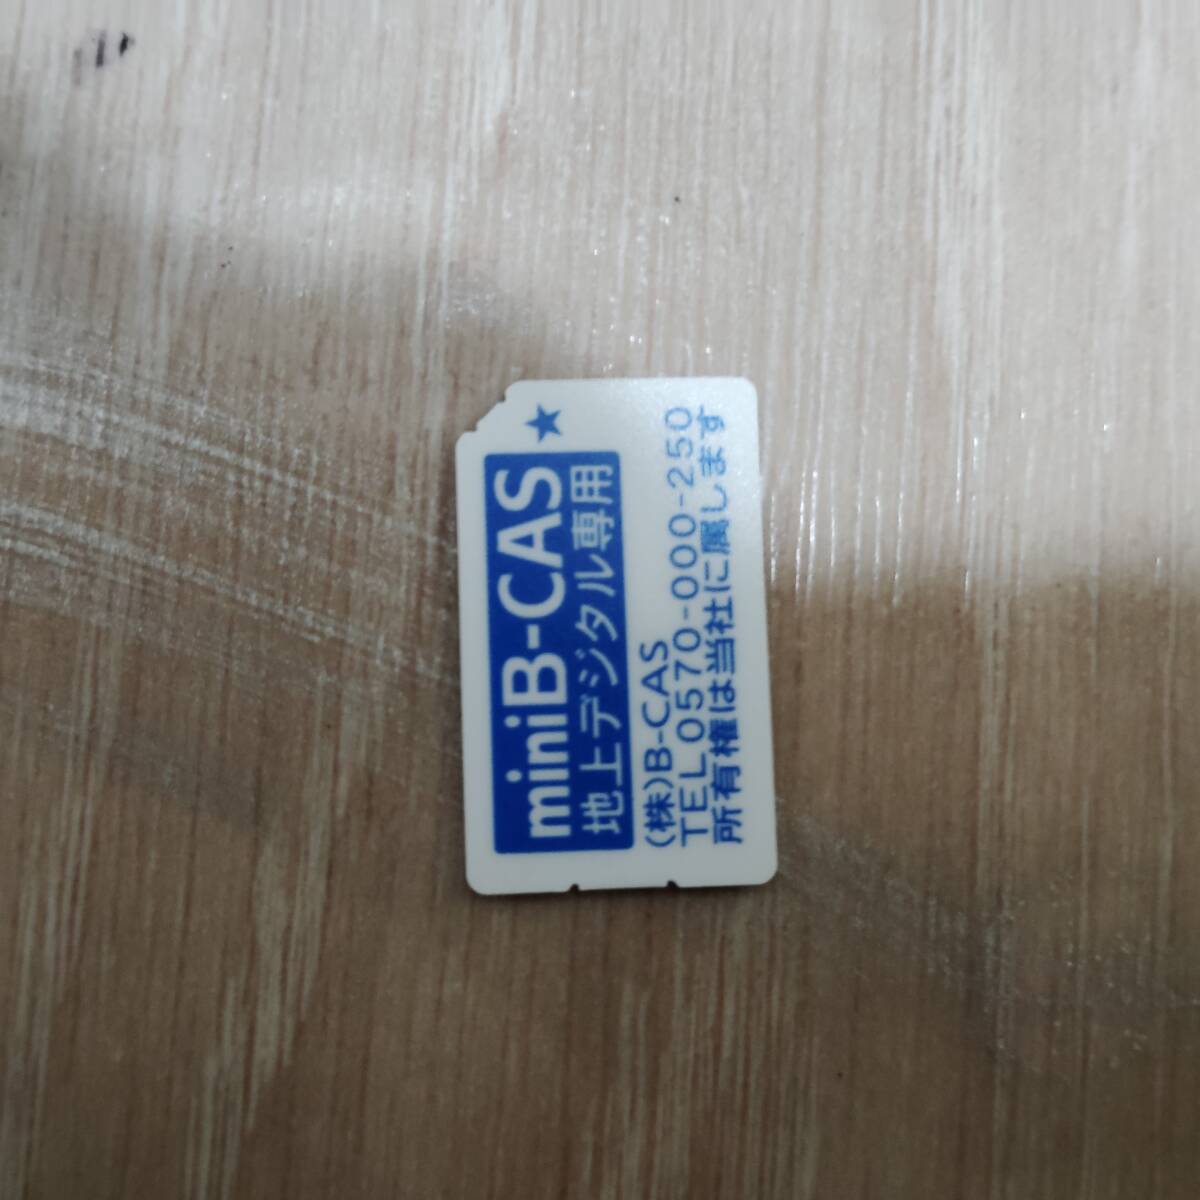 miniB-CAS
地上デジタル専用
★
(株)B-CAS
TEL 0570-000-250
所有権は当社に属します